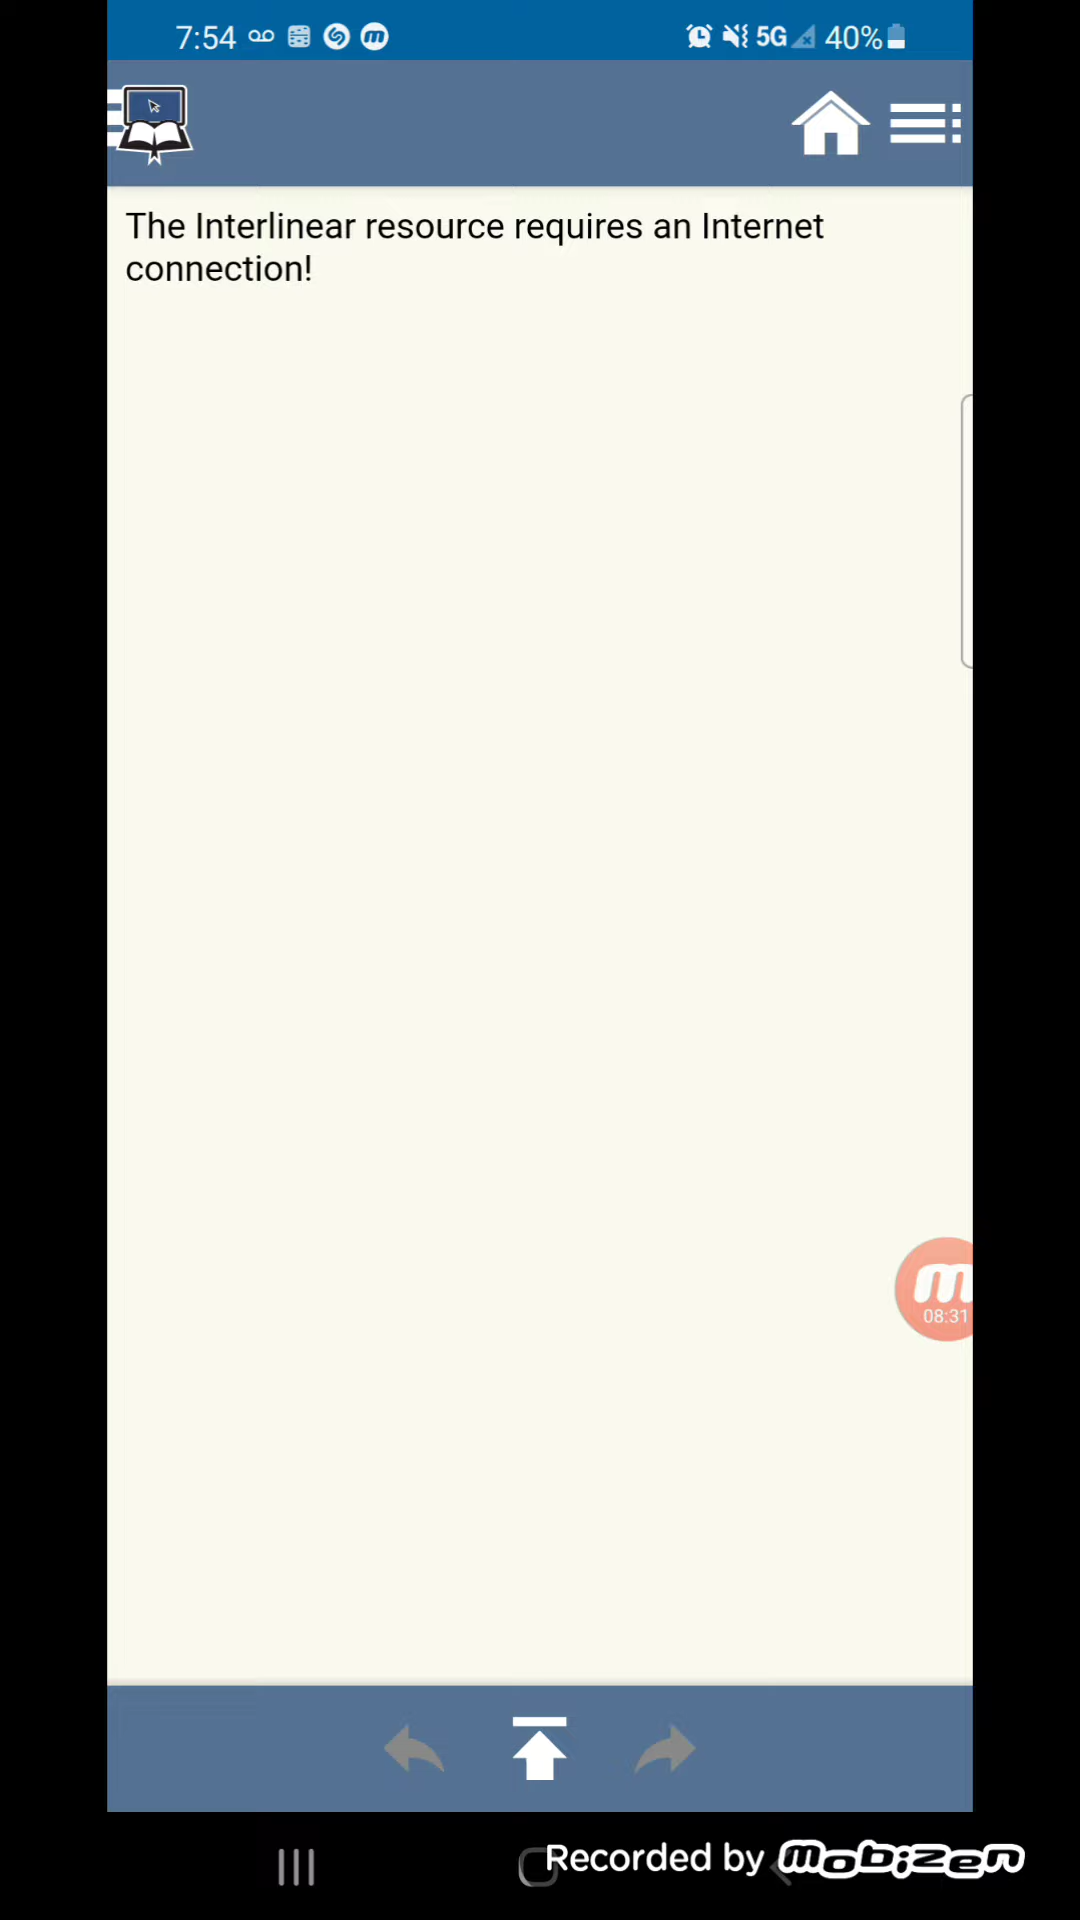 7:54 5G 40%
The Interlinear resource requires an Internet
connection!
m
08:31
Recorded by mobizen